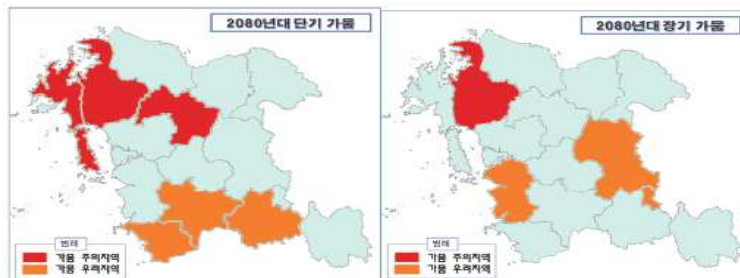 2080년대 단기 가뭄
범례
가뭄 주의지역
가뭄 우려지역
2080년대 장기 가뭄
범례
가뭄 주의지역
가뭄 우려지역